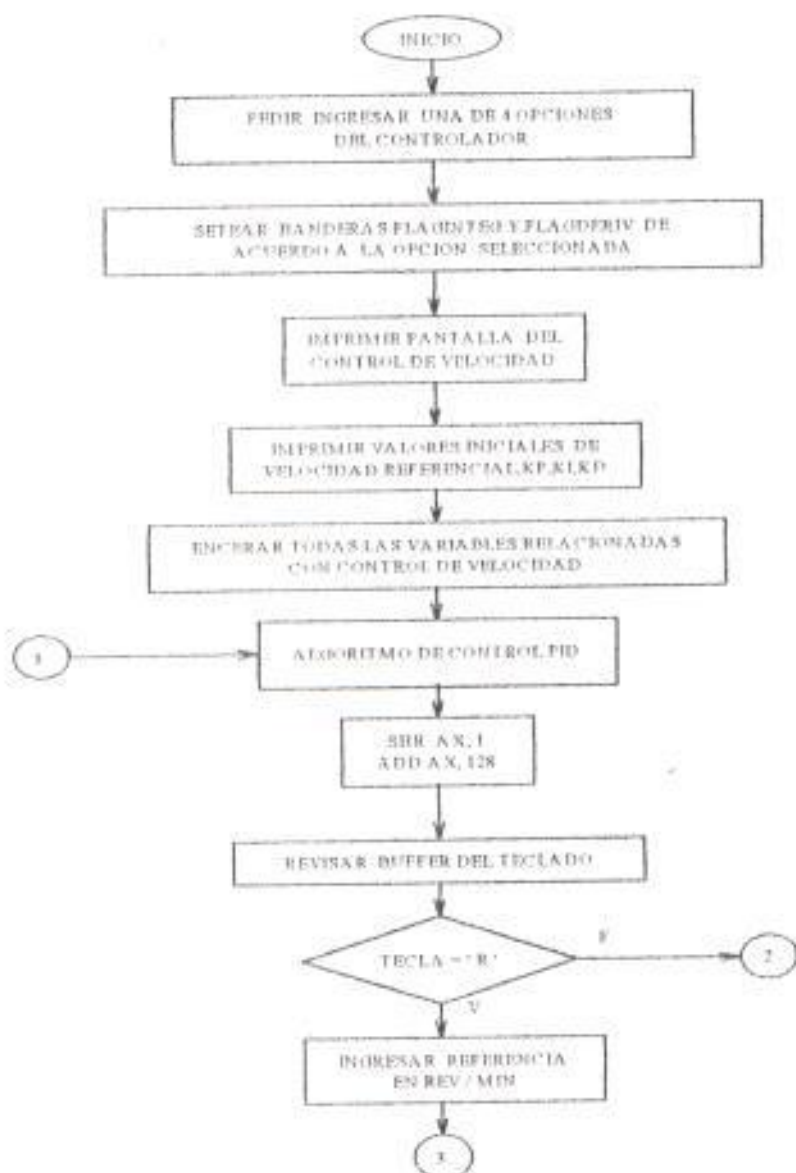 INICIO
PEDIR INGRESAR UNA DE 4 OPCIONES
DEL CONTROLADOR
SETEAR BANDERAS FLAGINTEG Y FLAGDERIV DE
ACUERDO A LA OPCION SELECCIONADA
IMPRIMIR PANTALLA DEL
CONTROL DE VELOCIDAD
IMPRIMIR VALORES INICIALES DE
VELOCIDAD REFERENCIAL, KP, KI, KD
ENCERAR TODAS LAS VARIABLES RELACIONADAS
CON CONTROL DE VELOCIDAD
ALGORITMO DE CONTROL PID
SHR AX, 1
ADD AX, 128
REVISAR BUFFER DEL TECLADO
TECLA = 'R'
F
2
V
INGRESAR REFERENCIA
EN REV / MIN